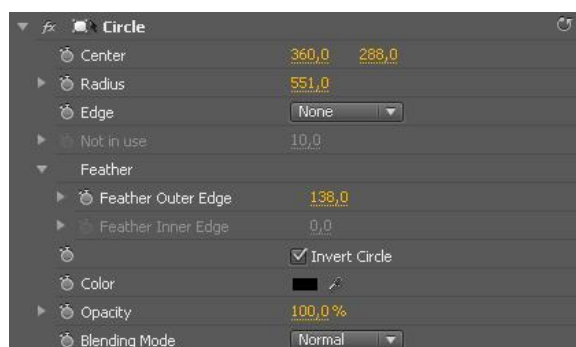 fx Circle
Center 360,0 288,0
Radius 551,0
Edge None
Not in use 10,0
Feather
Feather Outer Edge 138,0
Feather Inner Edge 0,0
Invert Circle
Color
Opacity 100,0 %
Blending Mode Normal